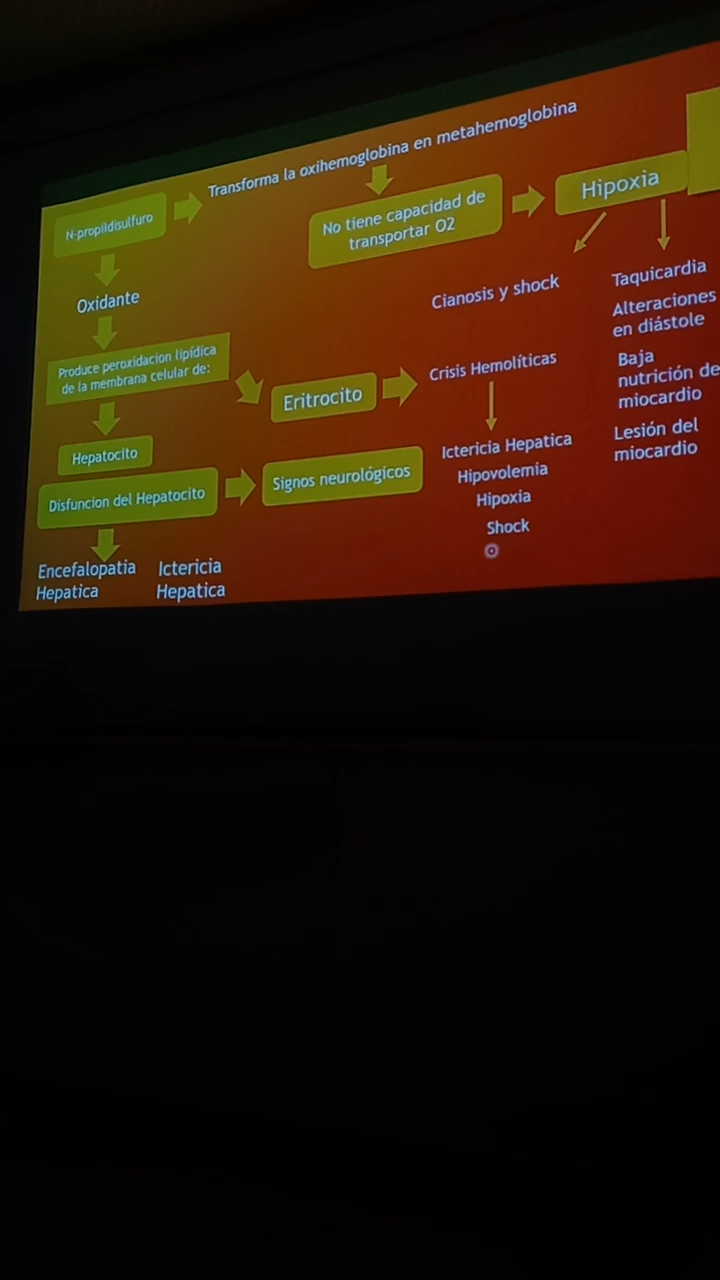 Transforma la oxihemoglobina en metahemoglobina
N-propildisulfuro
No tiene capacidad de
transportar O2
Hipoxia
Oxidante
Cianosis y shock
Taquicardia
Alteraciones
en diástole
Baja
nutrición de
miocardio
Lesión del
miocardio
Produce peroxidacion lipídica
de la membrana celular de:
Eritrocito
Crisis Hemolíticas
Hepatocito
Ictericia Hepatica
Hipovolemia
Hipoxia
Shock
Disfuncion del Hepatocito
Signos neurológicos
Encefalopatia
Hepatica
Ictericia
Hepatica